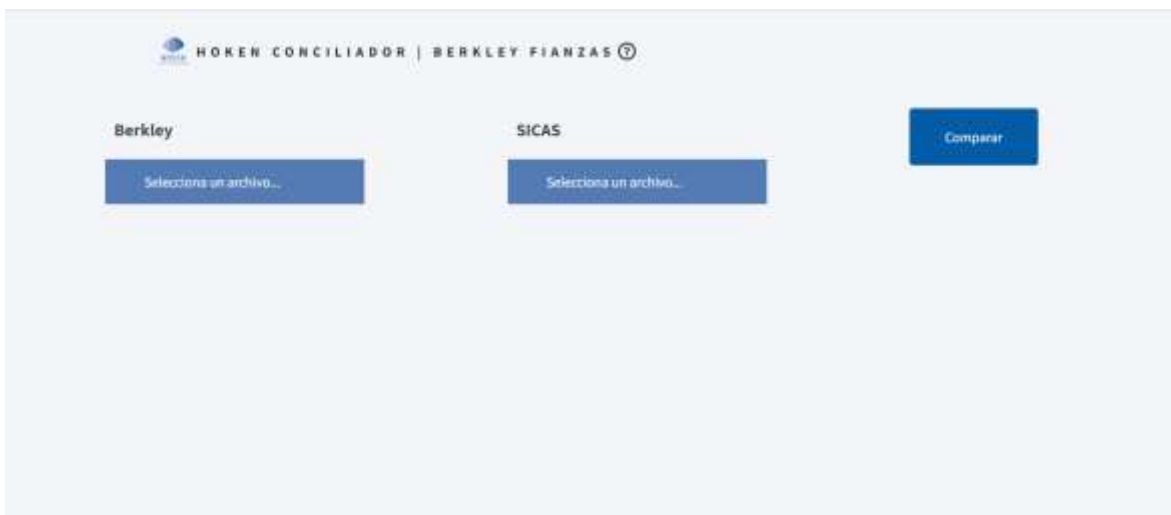 HOKEN CONCILIADOR | BERKLEY FIANZAS ?
Berkley
SICAS
Comparar
Selecciona un archivo...
Selecciona un archivo...